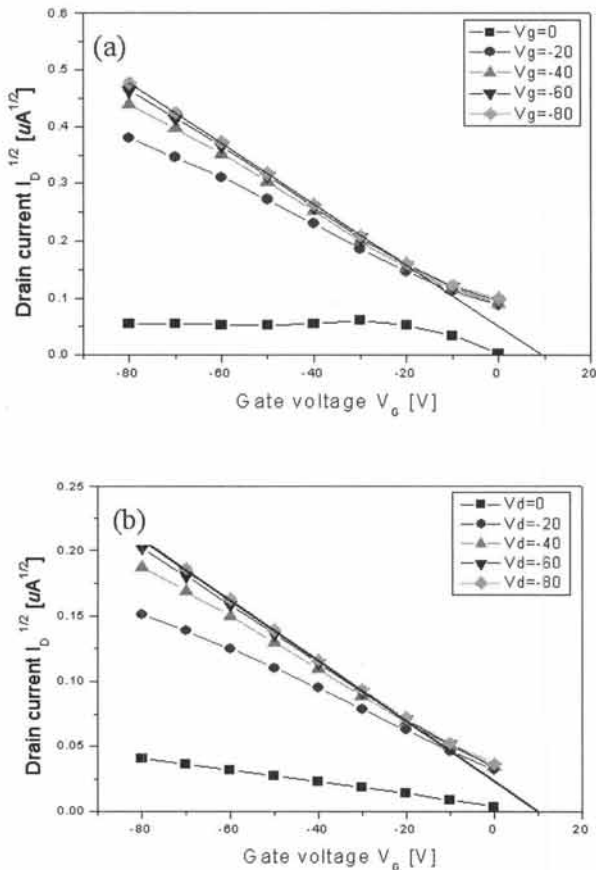 (a)
Drain current I_D^1/2 [uA^1/2]
0.6
0.5
0.4
0.3
0.2
0.1
0.0
-80 -60 -40 -20 0 20
Gate voltage V_G [V]
Vg=0
Vg=-20
Vg=-40
Vg=-60
Vg=-80
(b)
Drain current I_D^1/2 [uA^1/2]
0.25
0.20
0.15
0.10
0.05
0.00
-80 -60 -40 -20 0 20
Gate voltage V_G [V]
Vd=0
Vd=-20
Vd=-40
Vd=-60
Vd=-80